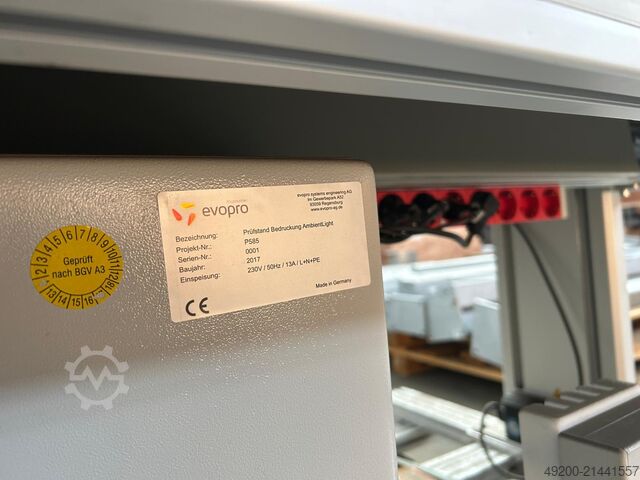 evopro
evopro systems engineering AG
Im Gewerbepark A52
93059 Regensburg
www.evopro-ag.de
Bezeichnung: Prüfstand Bedruckung AmbientLight
Projekt-Nr.: P585
Serien-Nr.: 0001
Baujahr: 2017
Einspeisung: 230V / 50Hz / 13A / L+N+PE
CE
Made in Germany
Geprüft
nach BGV A3
1 2 3 4 5 6 7 8 9 10 11 12
13 14 15 16
49200-21441557